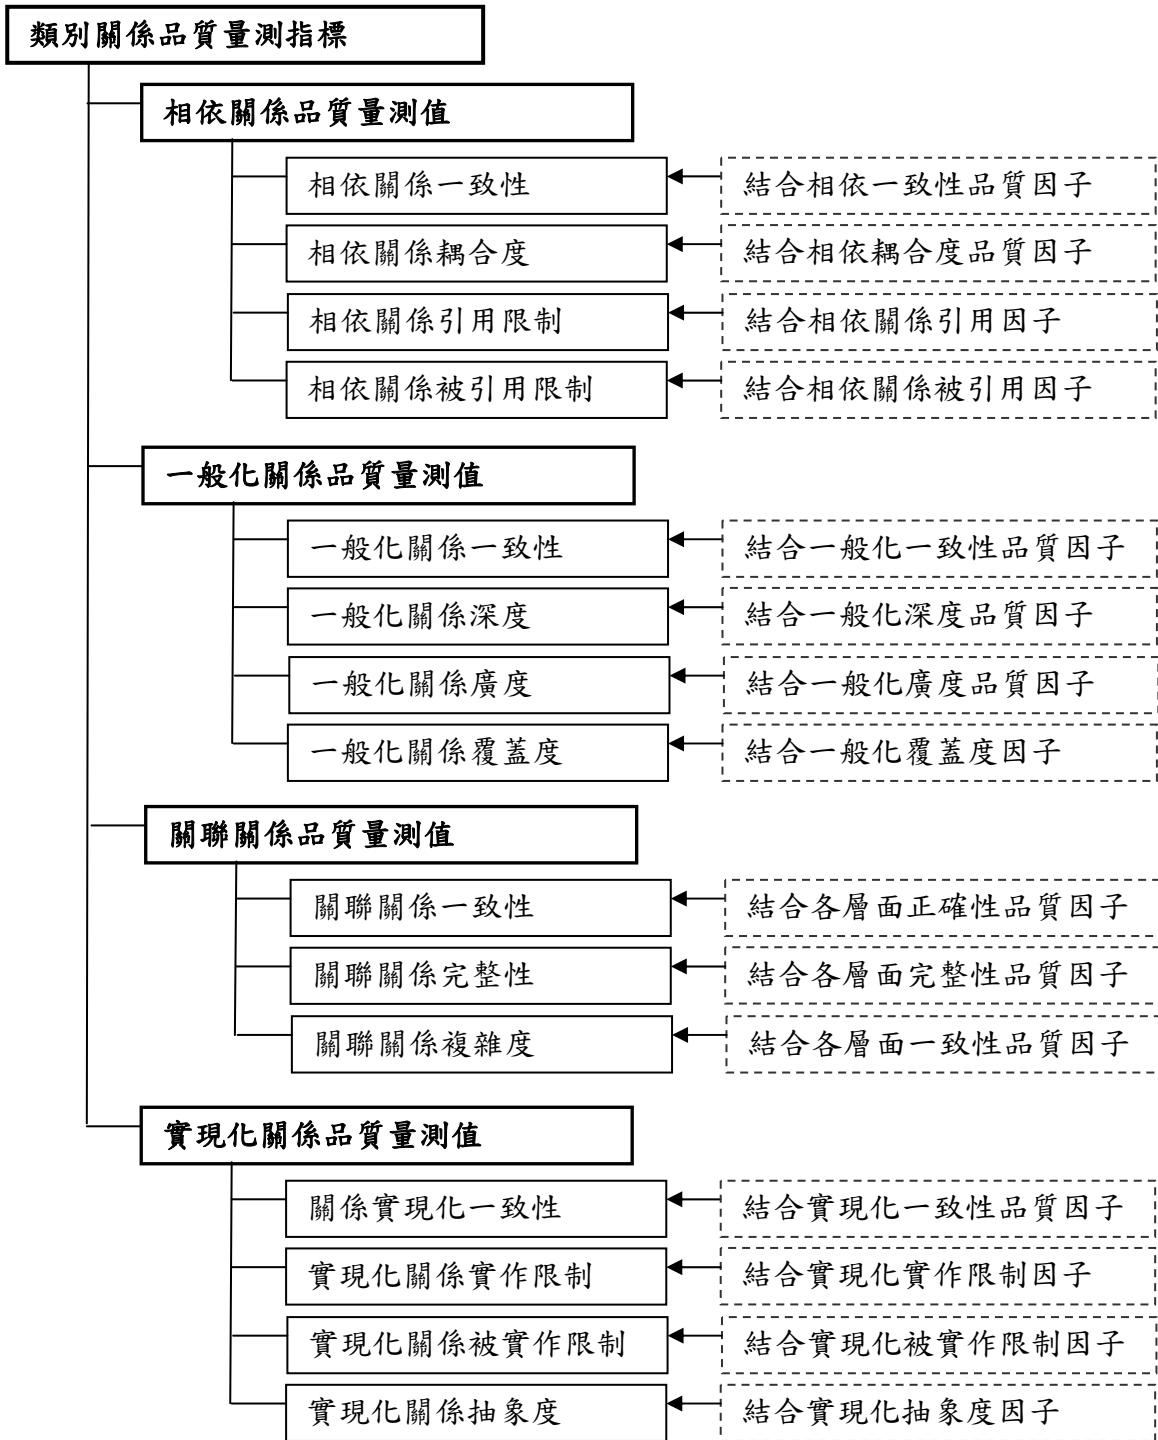 類別關係品質量測指標
相依關係品質量測值
相依關係一致性 結合相依一致性品質因子
相依關係耦合度 結合相依耦合度品質因子
相依關係引用限制 結合相依關係引用因子
相依關係被引用限制 結合相依關係被引用因子
一般化關係品質量測值
一般化關係一致性 結合一般化一致性品質因子
一般化關係深度 結合一般化深度品質因子
一般化關係廣度 結合一般化廣度品質因子
一般化關係覆蓋度 結合一般化覆蓋度因子
關聯關係品質量測值
關聯關係一致性 結合各層面正確性品質因子
關聯關係完整性 結合各層面完整性品質因子
關聯關係複雜度 結合各層面一致性品質因子
實現化關係品質量測值
關係實現化一致性 結合實現化一致性品質因子
實現化關係實作限制 結合實現化實作限制因子
實現化關係被實作限制 結合實現化被實作限制因子
實現化關係抽象度 結合實現化抽象度因子